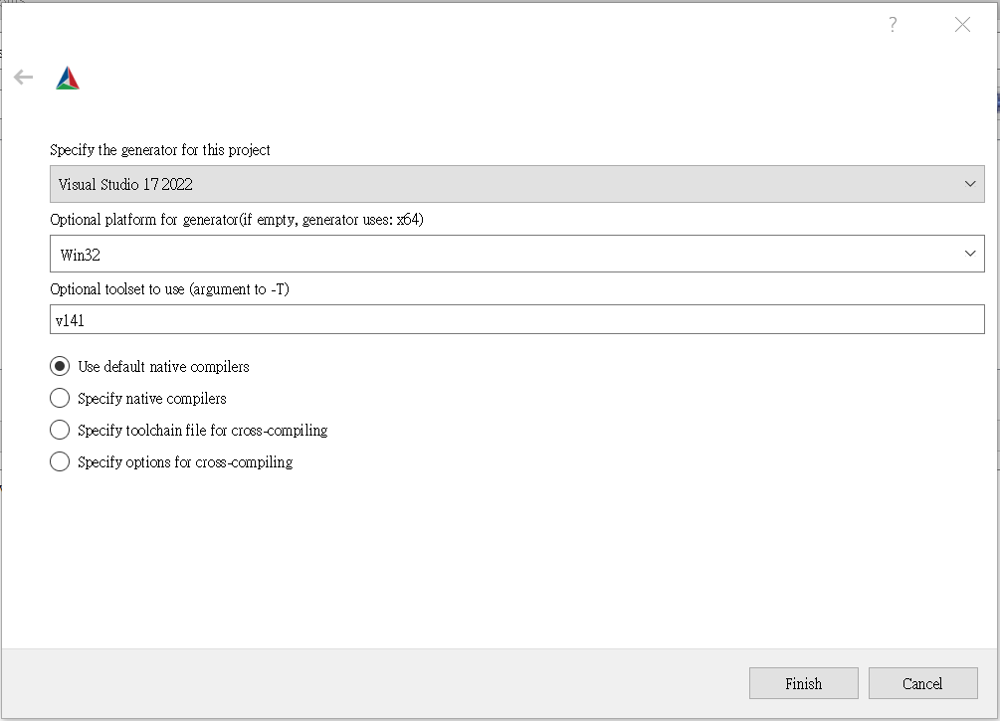 ?
Specify the generator for this project
Visual Studio 17 2022
Optional platform for generator(if empty, generator uses: x64)
Win32
Optional toolset to use (argument to -T)
v141
Use default native compilers
Specify native compilers
Specify toolchain file for cross-compiling
Specify options for cross-compiling
Finish
Cancel